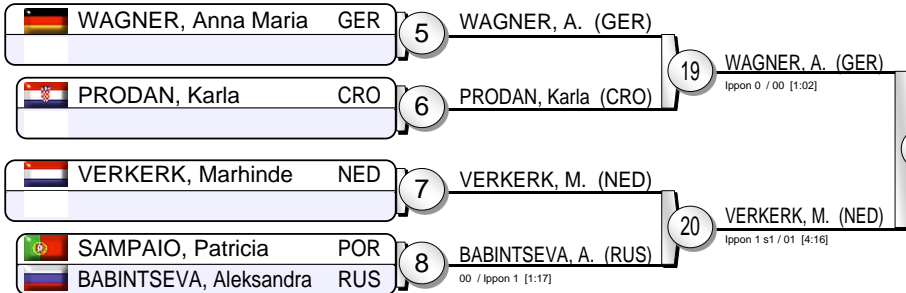 WAGNER, Anna Maria GER
5
WAGNER, A. (GER)
19
WAGNER, A. (GER)
Ippon 0 / 00 [1:02]
PRODAN, Karla CRO
6
PRODAN, Karla (CRO)
VERKERK, Marhinde NED
7
VERKERK, M. (NED)
20
VERKERK, M. (NED)
Ippon 1 s1 / 01 [4:16]
SAMPAIO, Patricia POR
BABINTSEVA, Aleksandra RUS
8
BABINTSEVA, A. (RUS)
00 / Ippon 1 [1:17]